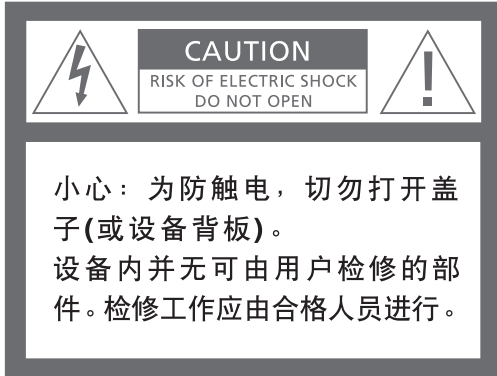 CAUTION
RISK OF ELECTRIC SHOCK
DO NOT OPEN
!
小心：为防触电，切勿打开盖
子(或设备背板)。
设备内并无可由用户检修的部
件。检修工作应由合格人员进行。